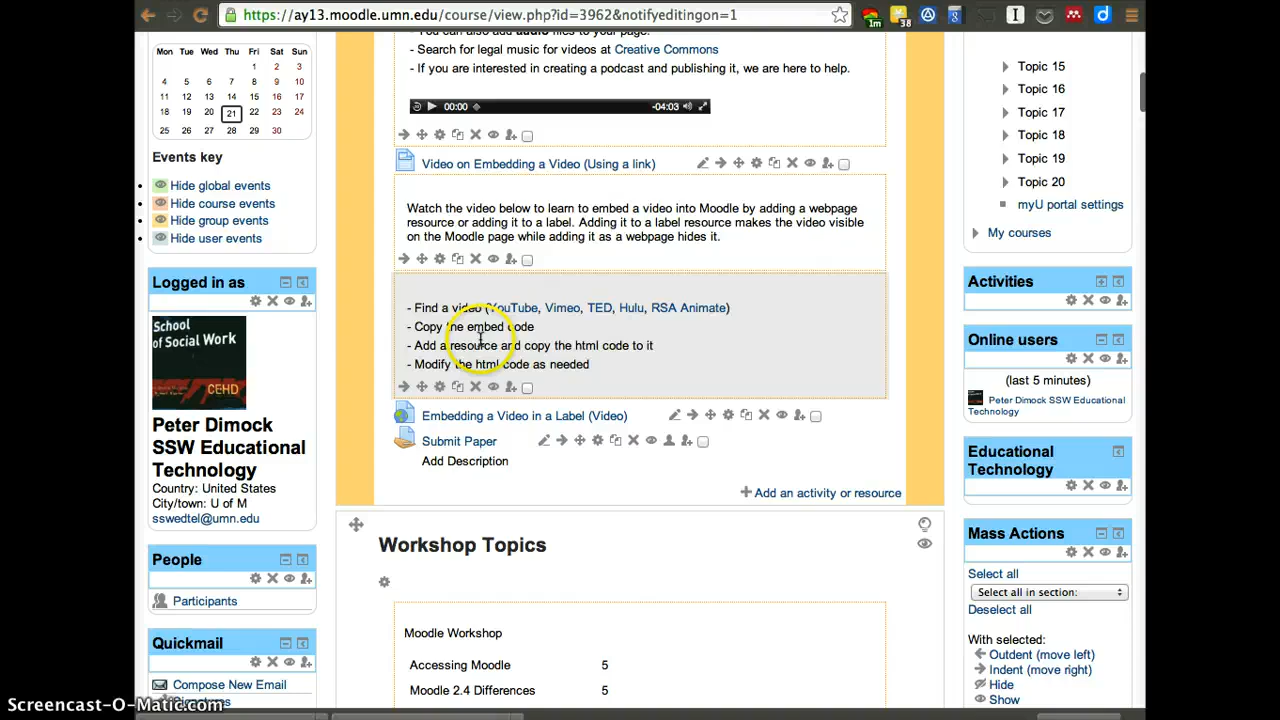 https://ay13.moodle.umn.edu/course/view.php?id=3962&notifyeditingon=1
1m
38
Mon Tue Wed Thu Fri Sat Sun
1 2 3
4 5 6 7 8 9 10
11 12 13 14 15 16 17
18 19 20 21 22 23 24
25 26 27 28 29 30
Events key
Hide global events
Hide course events
Hide group events
Hide user events
Logged in as
School
of Social Work
CEHD
Peter Dimock
SSW Educational
Technology
Country: United States
City/town: U of M
sswedtel@umn.edu
People
Participants
Quickmail
Compose New Email
- You can also add audio files to your page.
- Search for legal music for videos at Creative Commons
- If you are interested in creating a podcast and publishing it, we are here to help.
00:00 -04:03
Video on Embedding a Video (Using a link)
Watch the video below to learn to embed a video into Moodle by adding a webpage
resource or adding it to a label. Adding it to a label resource makes the video visible
on the Moodle page while adding it as a webpage hides it.
- Find a video (YouTube, Vimeo, TED, Hulu, RSA Animate)
- Copy the embed code
- Add a resource and copy the html code to it
- Modify the html code as needed
Embedding a Video in a Label (Video)
Submit Paper
Add Description
Add an activity or resource
Workshop Topics
Moodle Workshop
Accessing Moodle 5
Moodle 2.4 Differences 5
Topic 15
Topic 16
Topic 17
Topic 18
Topic 19
Topic 20
myU portal settings
My courses
Activities
Online users
(last 5 minutes)
Peter Dimock SSW Educational
Technology
Educational
Technology
Mass Actions
Select all
Select all in section:
Deselect all
With selected:
Outdent (move left)
Indent (move right)
Hide
Show
Screencast-O-Matic.com